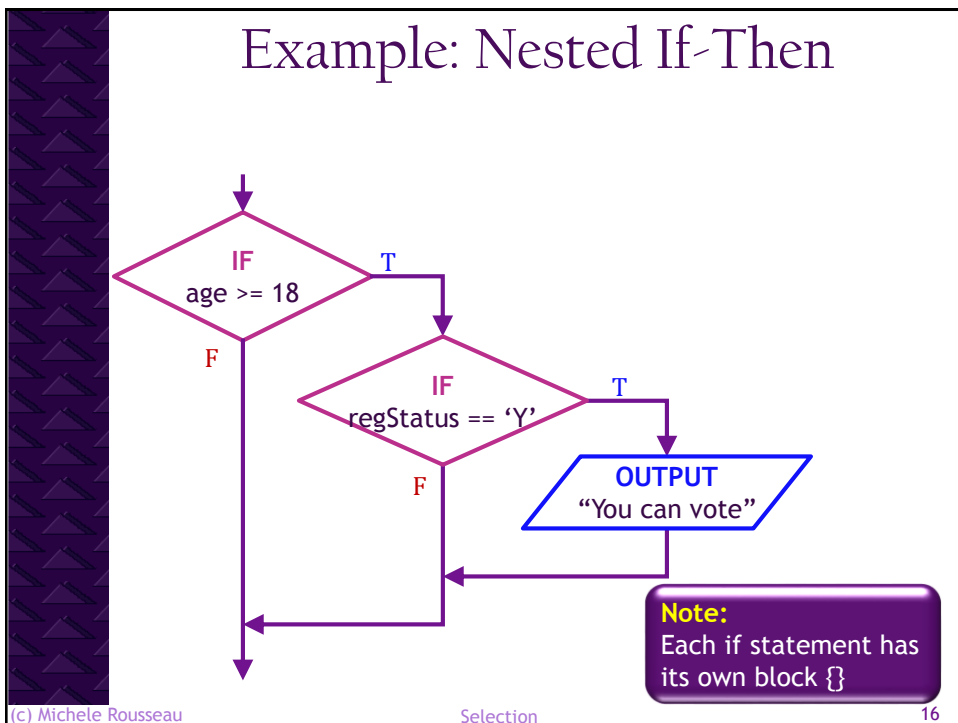 Example: Nested If-Then
IF
age >= 18
T
F
IF
regStatus == ‘Y’
T
F
OUTPUT
“You can vote”
Note:
Each if statement has
its own block {}
(c) Michele Rousseau
Selection
16